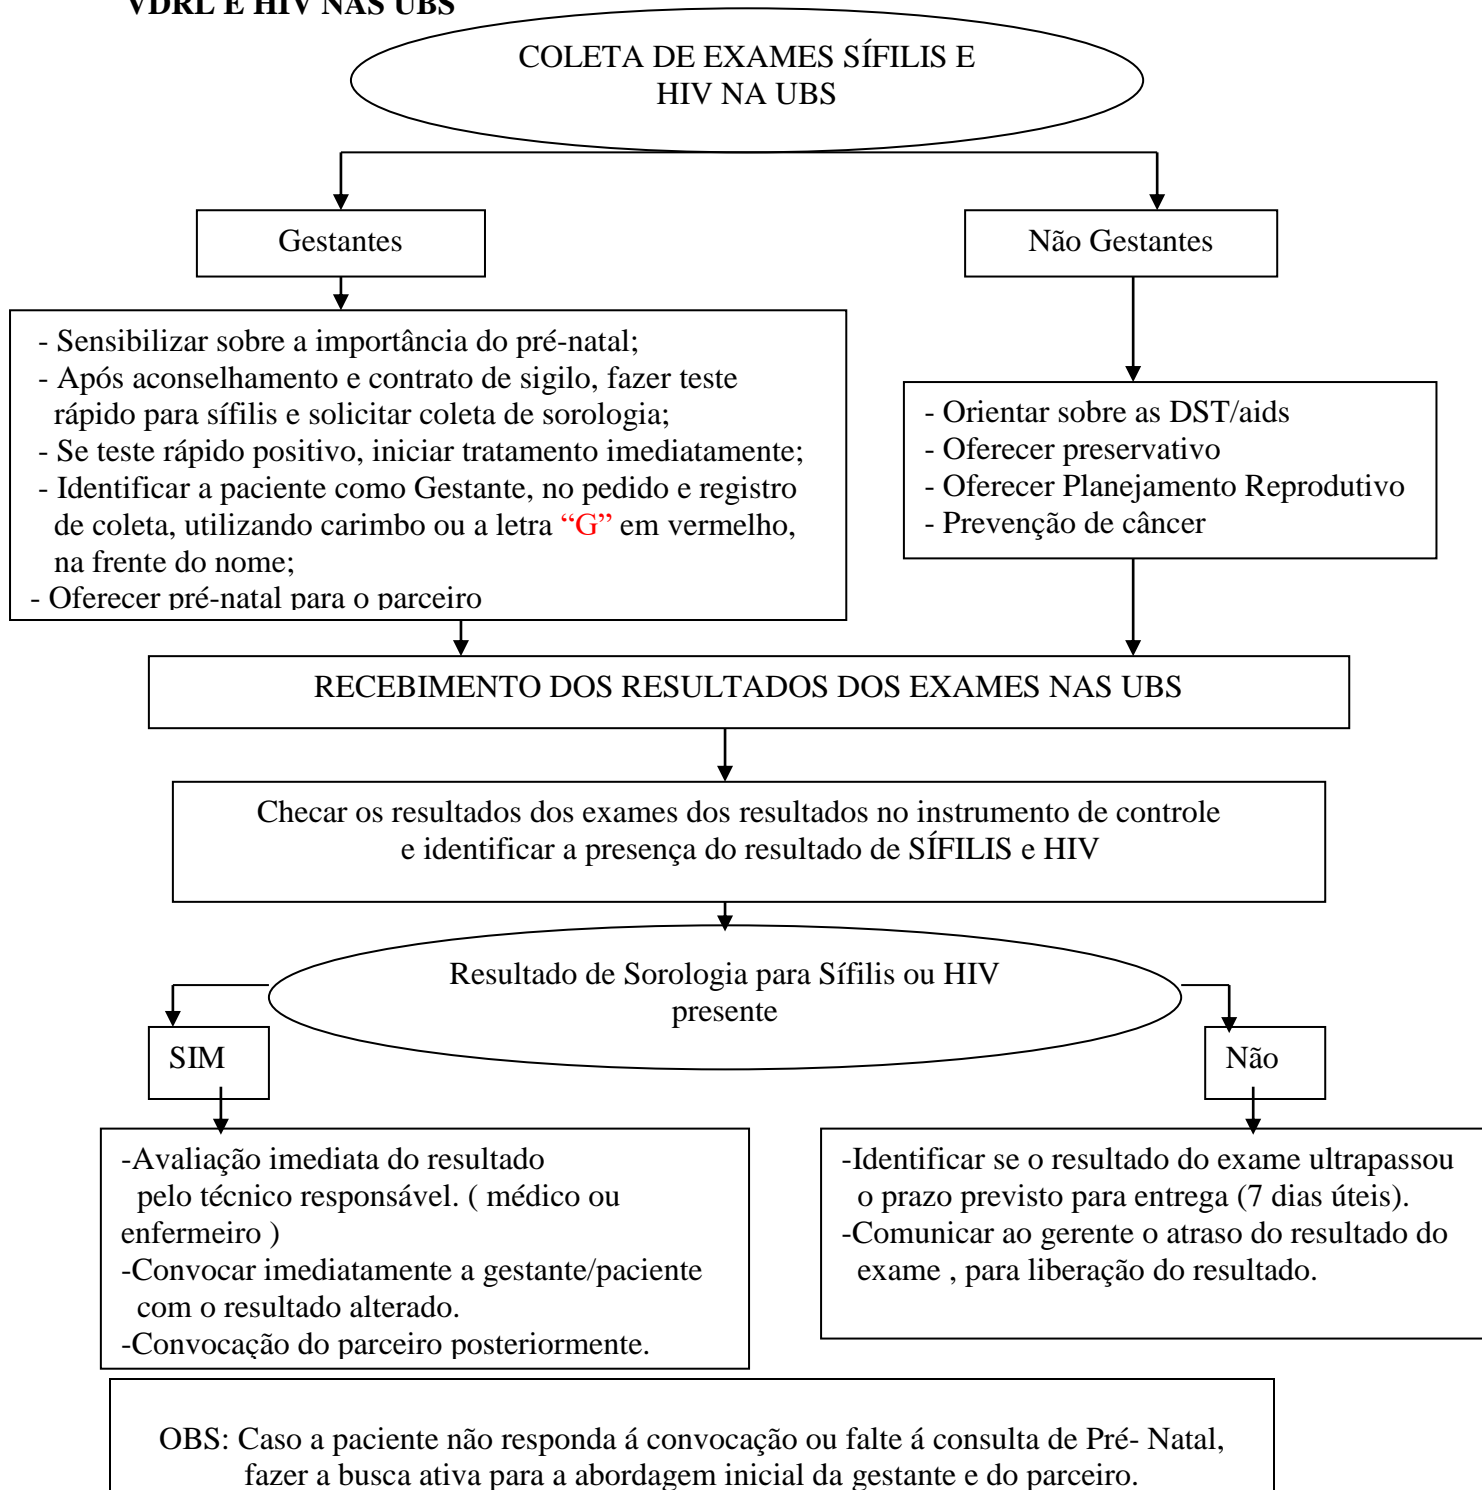 VDRL E HIV NAS UBS
COLETA DE EXAMES SÍFILIS E
HIV NA UBS
Gestantes
Não Gestantes
- Sensibilizar sobre a importância do pré-natal;
- Após aconselhamento e contrato de sigilo, fazer teste
rápido para sífilis e solicitar coleta de sorologia;
- Se teste rápido positivo, iniciar tratamento imediatamente;
- Identificar a paciente como Gestante, no pedido e registro
de coleta, utilizando carimbo ou a letra “G” em vermelho,
na frente do nome;
- Oferecer pré-natal para o parceiro
- Orientar sobre as DST/aids
- Oferecer preservativo
- Oferecer Planejamento Reprodutivo
- Prevenção de câncer
RECEBIMENTO DOS RESULTADOS DOS EXAMES NAS UBS
Checar os resultados dos exames dos resultados no instrumento de controle
e identificar a presença do resultado de SÍFILIS e HIV
Resultado de Sorologia para Sífilis ou HIV
presente
SIM
Não
-Avaliação imediata do resultado
pelo técnico responsável. ( médico ou
enfermeiro )
-Convocar imediatamente a gestante/paciente
com o resultado alterado.
-Convocação do parceiro posteriormente.
-Identificar se o resultado do exame ultrapassou
o prazo previsto para entrega (7 dias úteis).
-Comunicar ao gerente o atraso do resultado do
exame , para liberação do resultado.
OBS: Caso a paciente não responda á convocação ou falte á consulta de Pré- Natal,
fazer a busca ativa para a abordagem inicial da gestante e do parceiro.